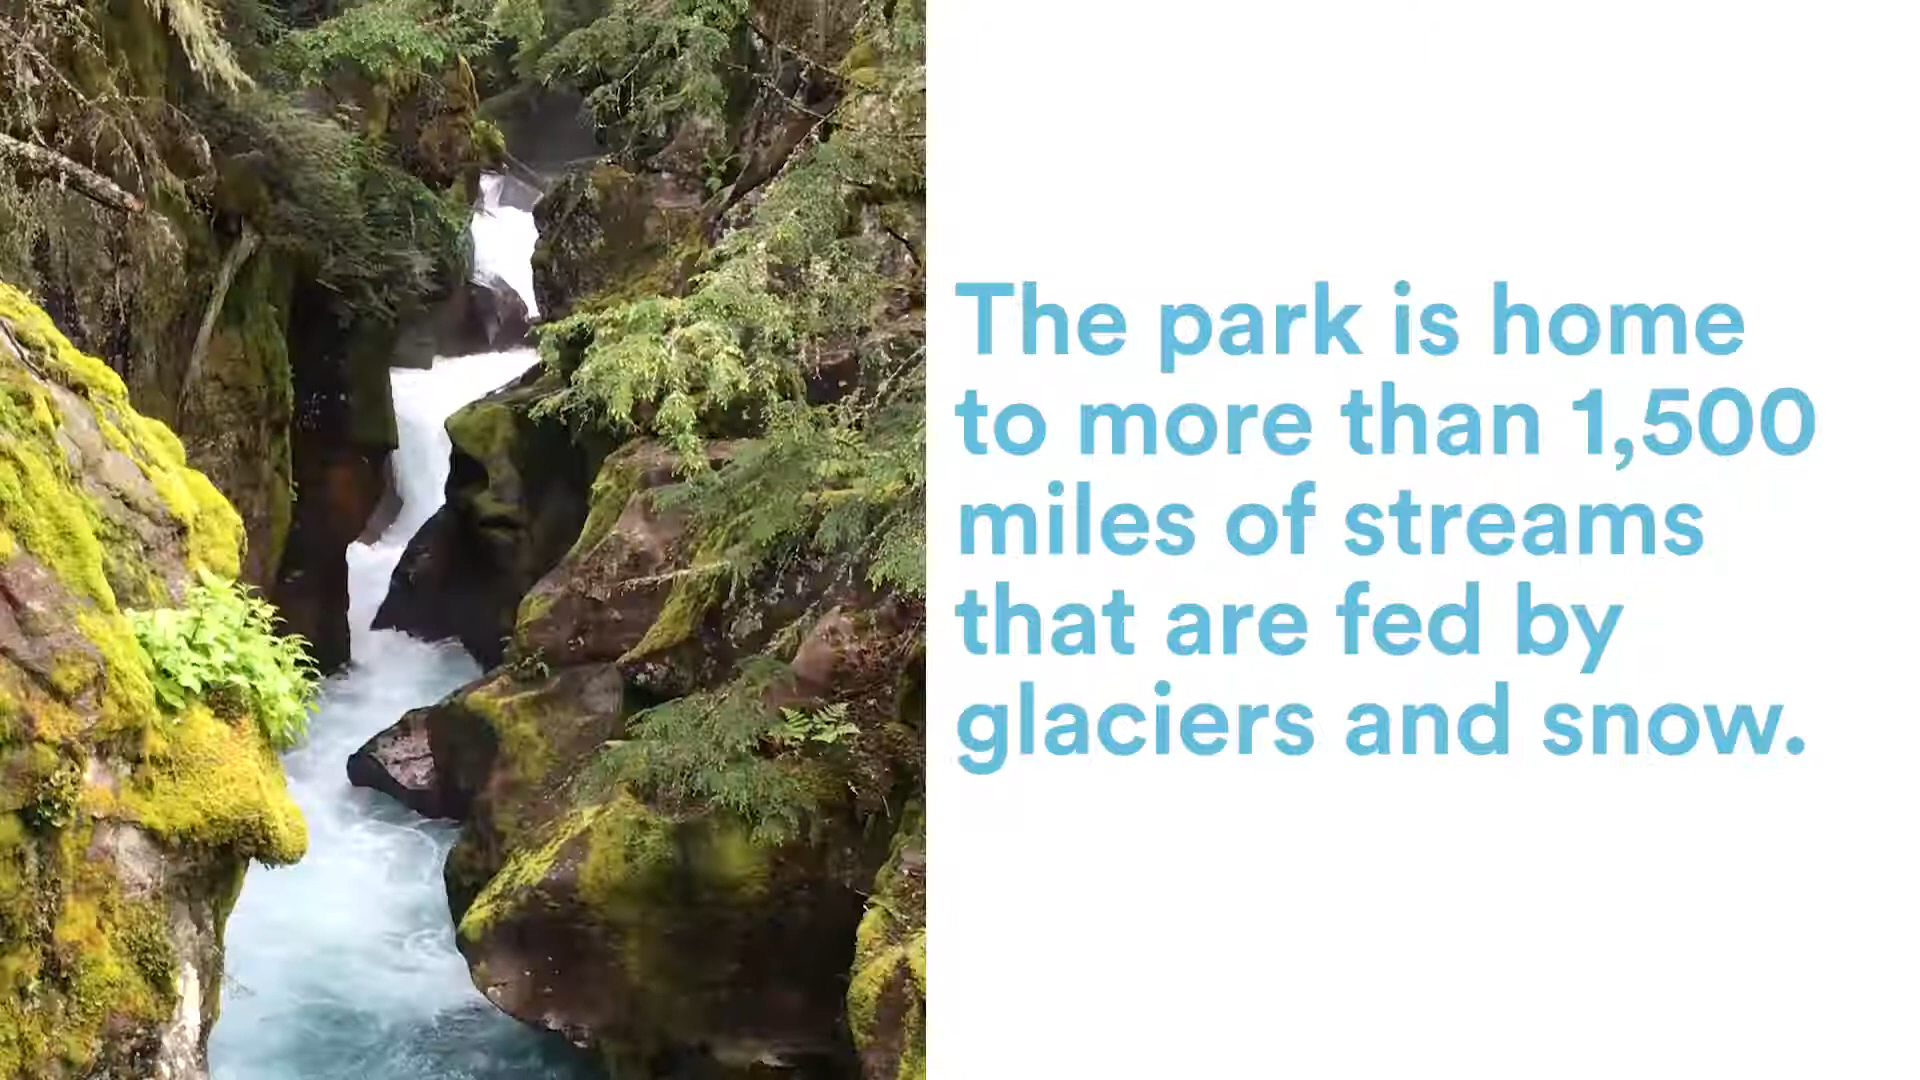 The park is home
to more than 1,500
miles of streams
that are fed by
glaciers and snow.